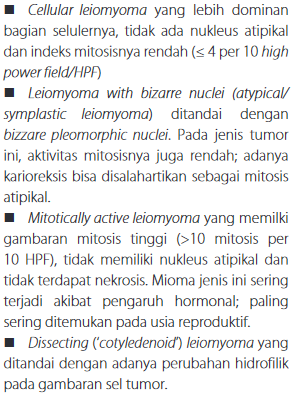 ■ Cellular leiomyoma yang lebih dominan
bagian selulernya, tidak ada nukleus atipikal
dan indeks mitosisnya rendah (≤ 4 per 10 high
power field/HPF)
■ Leiomyoma with bizarre nuclei (atypical/
symplastic leiomyoma) ditandai dengan
bizzare pleomorphic nuclei. Pada jenis tumor
ini, aktivitas mitosisnya juga rendah; adanya
karioreksis bisa disalahartikan sebagai mitosis
atipikal.
■ Mitotically active leiomyoma yang memilki
gambaran mitosis tinggi (>10 mitosis per
10 HPF), tidak memiliki nukleus atipikal dan
tidak terdapat nekrosis. Mioma jenis ini sering
terjadi akibat pengaruh hormonal; paling
sering ditemukan pada usia reproduktif.
■ Dissecting (‘cotyledenoid’) leiomyoma yang
ditandai dengan adanya perubahan hidrofilik
pada gambaran sel tumor.